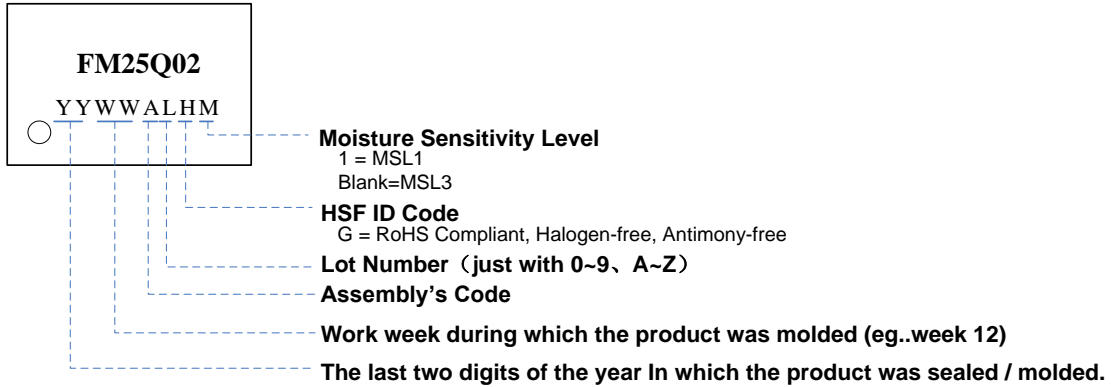 FM25Q02
YYWWALHM
Moisture Sensitivity Level
1 = MSL1
Blank=MSL3
HSF ID Code
G = RoHS Compliant, Halogen-free, Antimony-free
Lot Number（just with 0~9、A~Z）
Assembly's Code
Work week during which the product was molded (eg..week 12)
The last two digits of the year In which the product was sealed / molded.